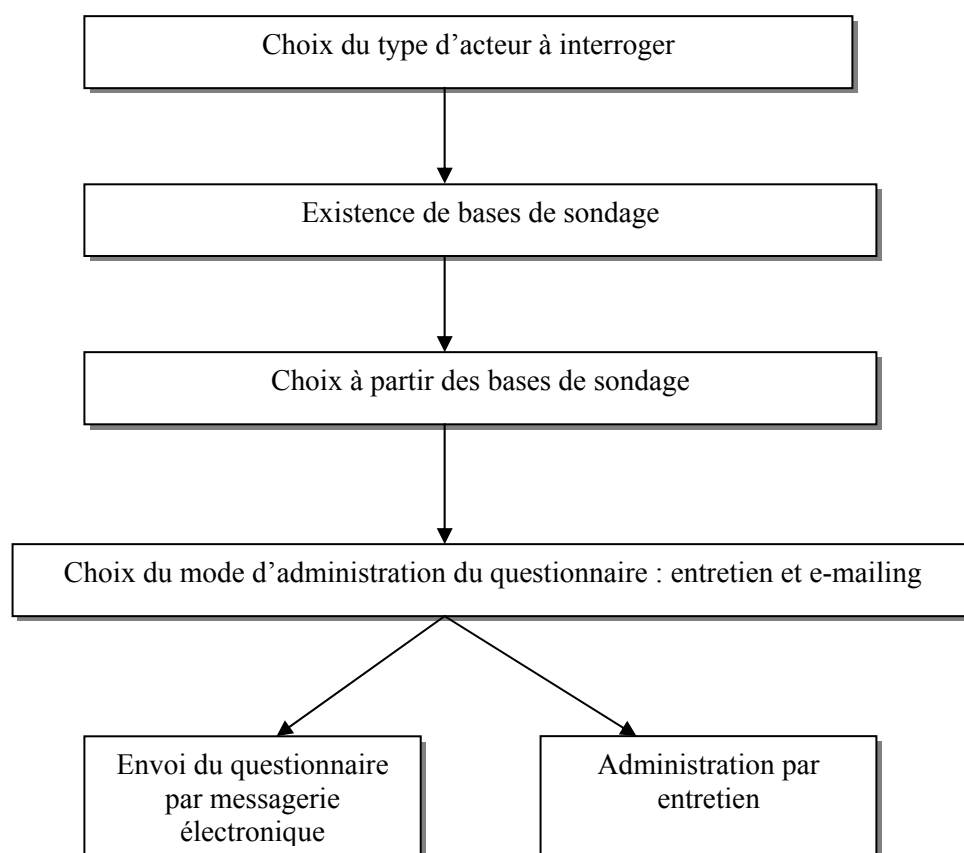 Choix du type d’acteur à interroger
Existence de bases de sondage
Choix à partir des bases de sondage
Choix du mode d’administration du questionnaire : entretien et e-mailing
Envoi du questionnaire
par messagerie
électronique
Administration par
entretien